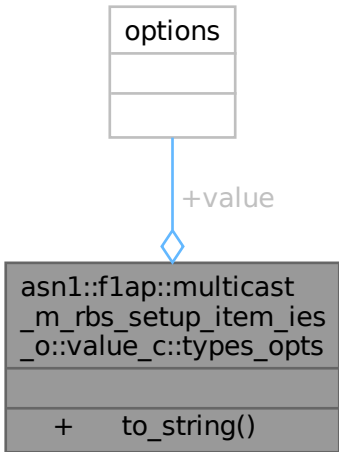 options
+value
asn1::f1ap::multicast
_m_rbs_setup_item_ies
_o::value_c::types_opts
+ to_string()